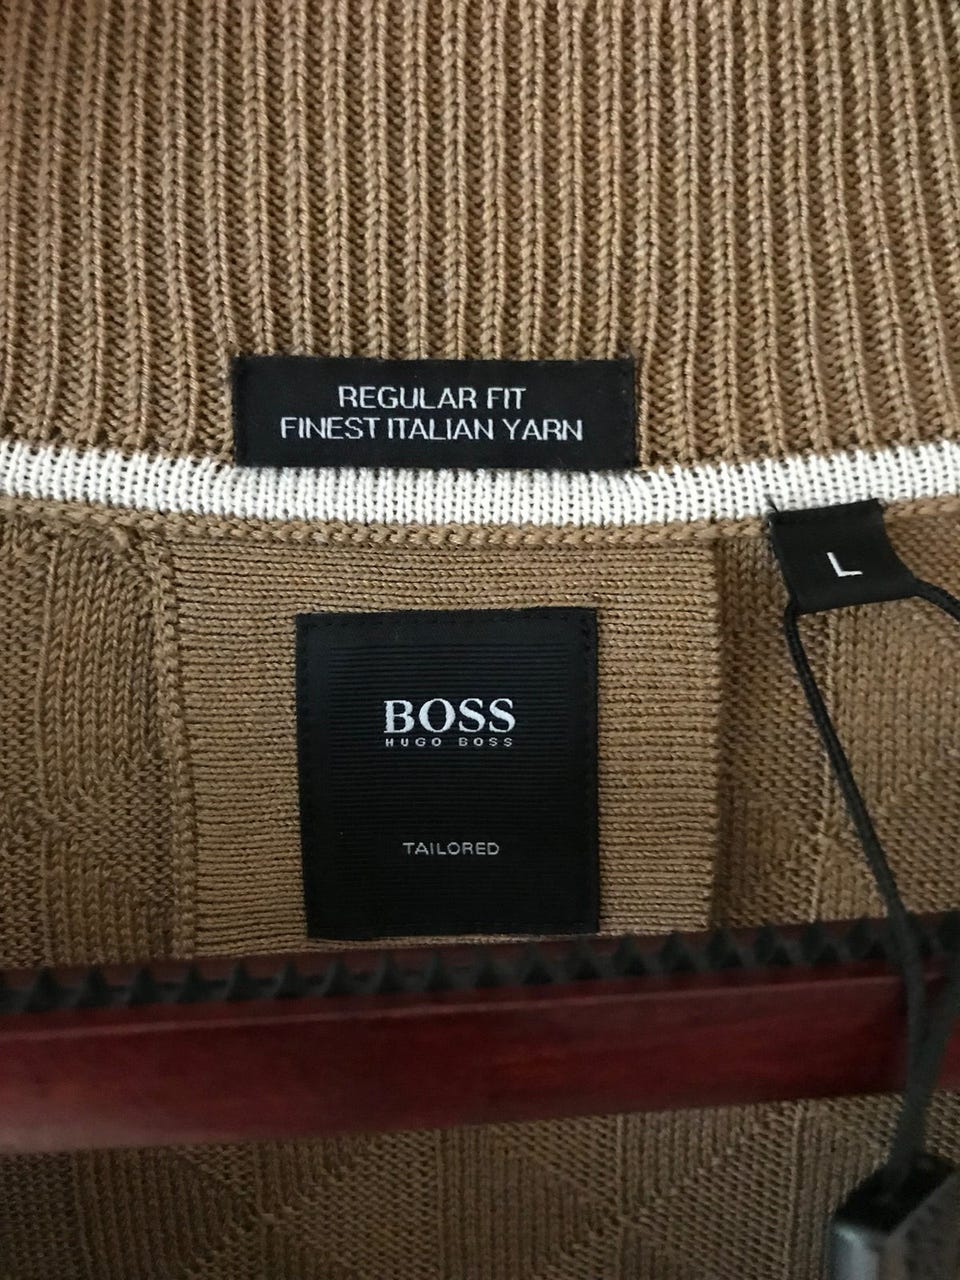 REGULAR FIT
FINEST ITALIAN YARN
L
BOSS
HUGO BOSS
TAILORED